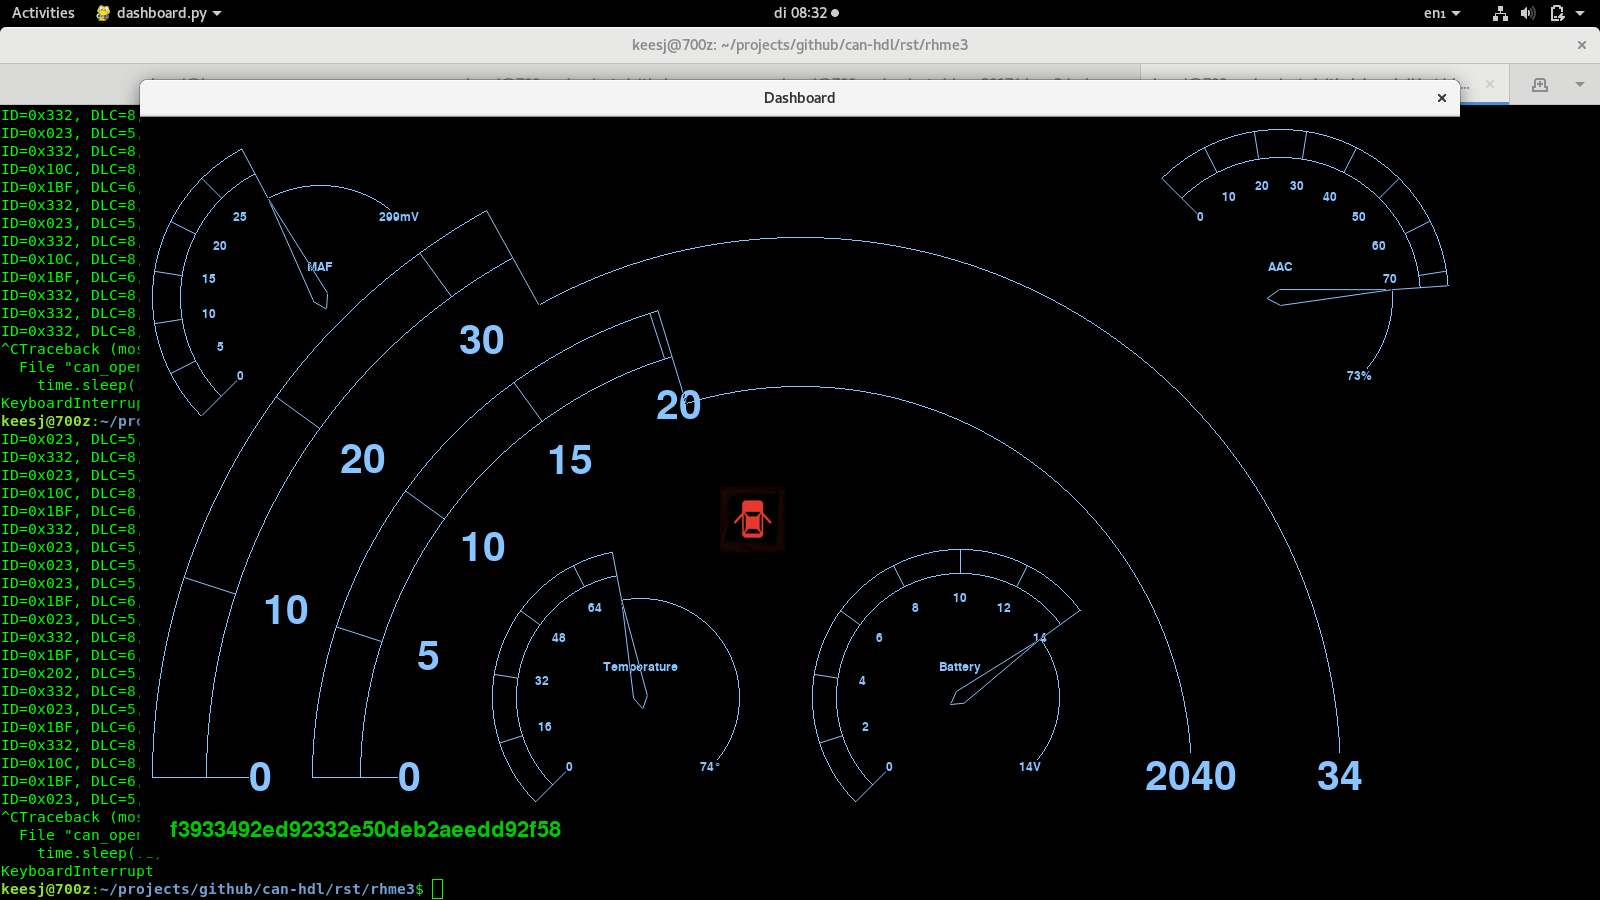 Activities
dashboard.py
di 08:32
en₁
keesj@700z: ~/projects/github/can-hdl/rst/rhme3
Dashboard
ID=0x332, DLC=8,
ID=0x023, DLC=5,
ID=0x332, DLC=8,
ID=0x10C, DLC=8,
ID=0x1BF, DLC=6,
ID=0x332, DLC=8,
ID=0x023, DLC=5,
ID=0x332, DLC=8,
ID=0x10C, DLC=8,
ID=0x1BF, DLC=6,
ID=0x332, DLC=8,
ID=0x332, DLC=8,
ID=0x332, DLC=8,
^CTraceback (mos
File "can_open
time.sleep(
KeyboardInterrup
keesj@700z:~/pro
ID=0x023, DLC=5,
ID=0x332, DLC=8,
ID=0x023, DLC=5,
ID=0x10C, DLC=8,
ID=0x1BF, DLC=6,
ID=0x332, DLC=8,
ID=0x023, DLC=5,
ID=0x023, DLC=5,
ID=0x023, DLC=5,
ID=0x1BF, DLC=6,
ID=0x023, DLC=5,
ID=0x332, DLC=8,
ID=0x1BF, DLC=6,
ID=0x202, DLC=5,
ID=0x332, DLC=8,
ID=0x023, DLC=5,
ID=0x1BF, DLC=6,
ID=0x332, DLC=8,
ID=0x10C, DLC=8,
ID=0x1BF, DLC=6,
ID=0x023, DLC=5,
^CTraceback (mos
File "can_open
time.sleep(
KeyboardInterrupt
keesj@700z:~/projects/github/can-hdl/rst/rhme3$
25
20
15
10
5
0
MAF
299mV
0
10
20
30
40
50
60
70
AAC
73%
30
20
10
0
34
20
15
10
5
0
2040
64
48
32
16
0
Temperature
74°
0
2
4
6
8
10
12
14
Battery
14V
f3933492ed92332e50deb2aeedd92f58